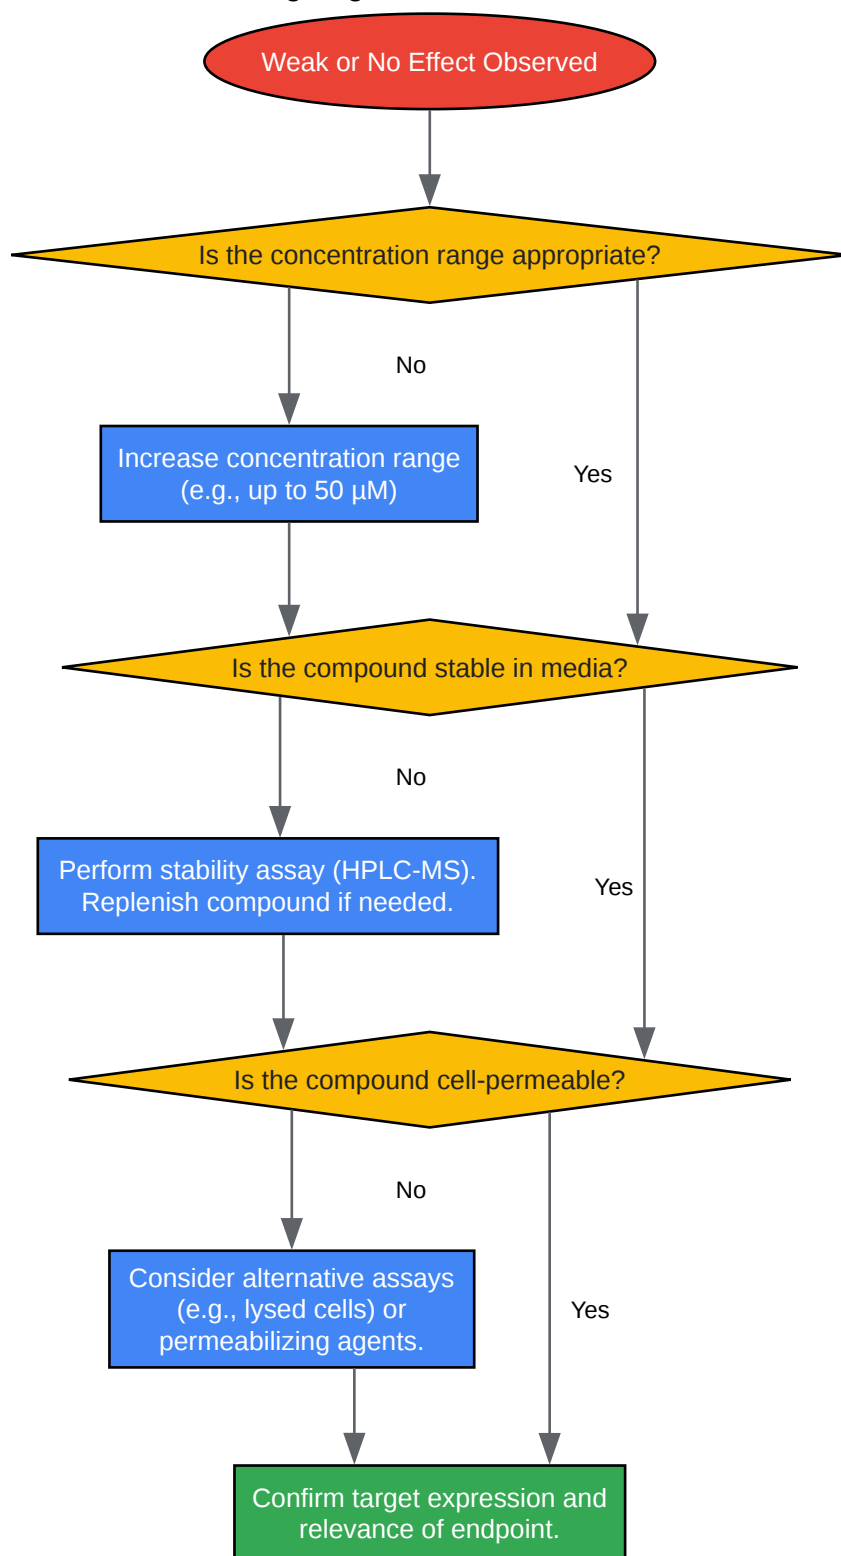 Weak or No Effect Observed
Is the concentration range appropriate?
No
Increase concentration range
(e.g., up to 50 µM)
Yes
Is the compound stable in media?
No
Perform stability assay (HPLC-MS).
Replenish compound if needed.
Yes
Is the compound cell-permeable?
No
Consider alternative assays
(e.g., lysed cells) or
permeabilizing agents.
Yes
Confirm target expression and
relevance of endpoint.